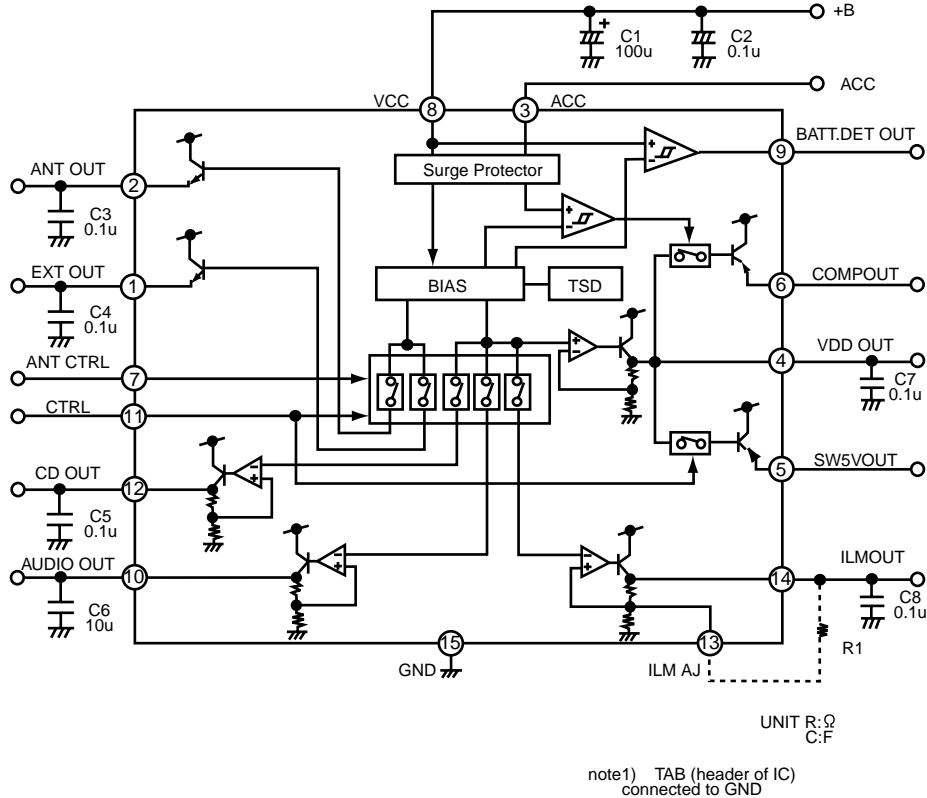 +B
C1
100u
C2
0.1u
+
ACC
VCC
8
3
ACC
BATT.DET OUT
9
ANT OUT
2
C3
0.1u
Surge Protector
+
−
+
−
EXT OUT
1
C4
0.1u
BIAS
TSD
6
COMPOUT
ANT CTRL
7
+
−
4
VDD OUT
C7
0.1u
CTRL
11
CD OUT
12
C5
0.1u
−
+
5
SW5VOUT
AUDIO OUT
10
C6
10u
−
+
−
+
14
ILMOUT
C8
0.1u
R1
15
GND
13
ILM AJ
UNIT R:Ω
C:F
note1) TAB (header of IC)
connected to GND